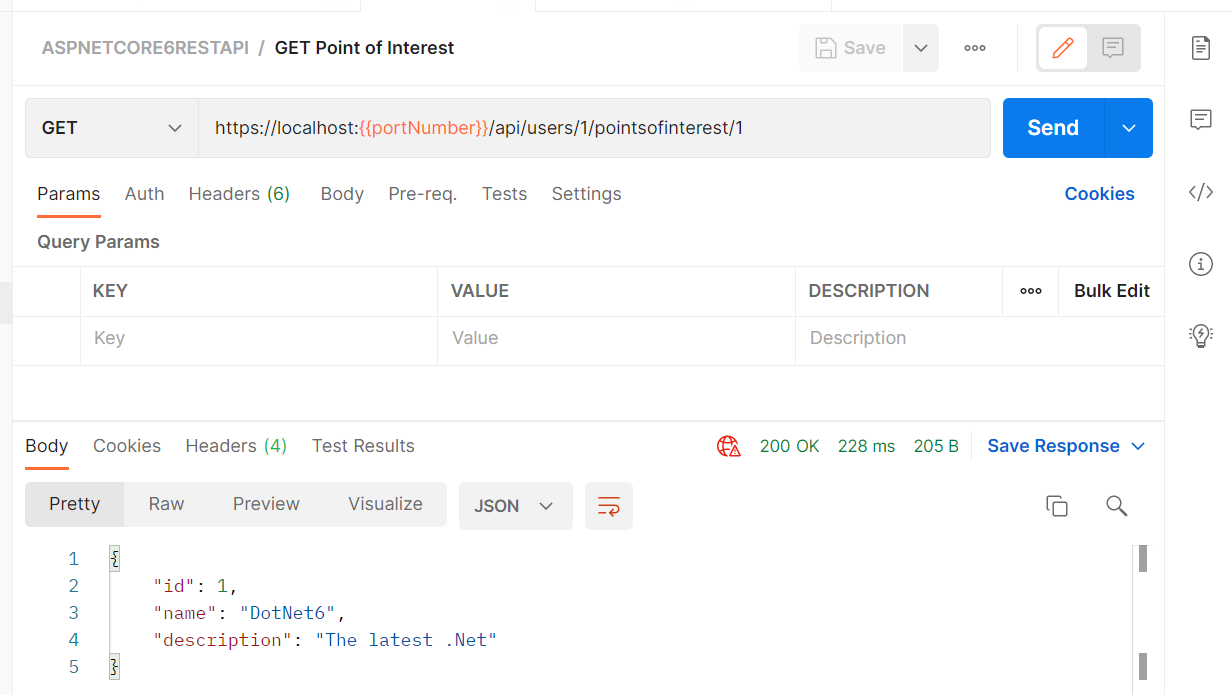 ASPNETCORE6RESTAPI / GET Point of Interest
Save
GET
https://localhost:{{portNumber}}/api/users/1/pointsofinterest/1
Send
Params Auth Headers (6) Body Pre-req. Tests Settings Cookies
Query Params
KEY VALUE DESCRIPTION Bulk Edit
Key Value Description
Body Cookies Headers (4) Test Results 200 OK 228 ms 205 B Save Response
Pretty Raw Preview Visualize JSON
1 {
2 "id": 1,
3 "name": "DotNet6",
4 "description": "The latest .Net"
5 }